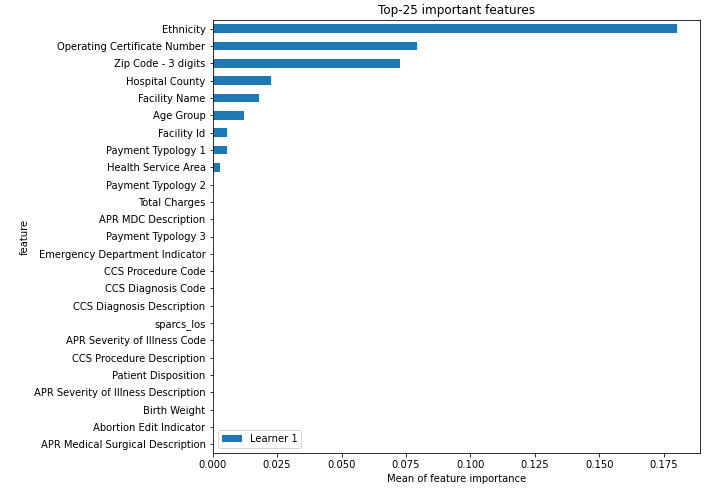 Top-25 important features
Ethnicity
Operating Certificate Number
Zip Code - 3 digits
Hospital County
Facility Name
Age Group
Facility Id
Payment Typology 1
Health Service Area
Payment Typology 2
Total Charges
APR MDC Description
Payment Typology 3
Emergency Department Indicator
CCS Procedure Code
CCS Diagnosis Code
CCS Diagnosis Description
sparcs_los
APR Severity of Illness Code
CCS Procedure Description
Patient Disposition
APR Severity of Illness Description
Birth Weight
Abortion Edit Indicator
APR Medical Surgical Description
feature
Learner 1
0.000 0.025 0.050 0.075 0.100 0.125 0.150 0.175
Mean of feature importance